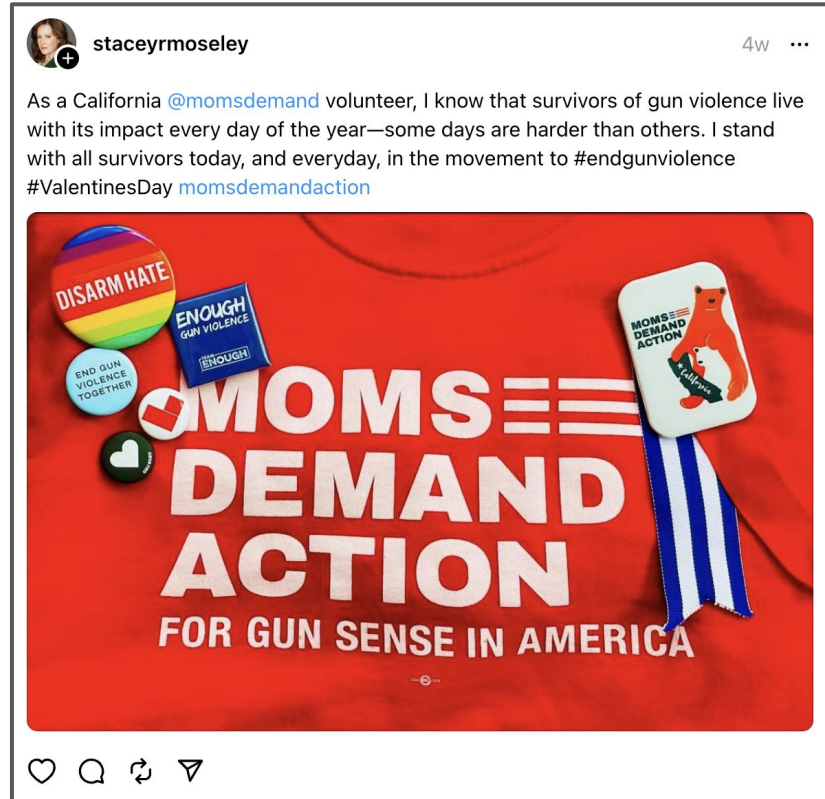 staceyrmoseley
4w
As a California @momsdemand volunteer, I know that survivors of gun violence live
with its impact every day of the year—some days are harder than others. I stand
with all survivors today, and everyday, in the movement to #endgunviolence
#ValentinesDay momsdemandaction
DISARM HATE
ENOUGH
GUN VIOLENCE
TEAM
ENOUGH
END GUN
VIOLENCE
TOGETHER
MOMS
DEMAND
ACTION
California
MOMS
DEMAND
ACTION
FOR GUN SENSE IN AMERICA